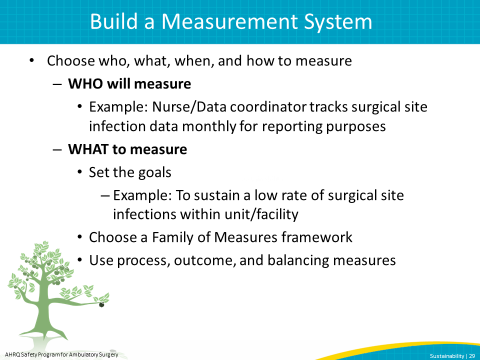 Build a Measurement System
• Choose who, what, when, and how to measure
– WHO will measure
• Example: Nurse/Data coordinator tracks surgical site
infection data monthly for reporting purposes
– WHAT to measure
• Set the goals
– Example: To sustain a low rate of surgical site
infections within unit/facility
• Choose a Family of Measures framework
• Use process, outcome, and balancing measures
AHRQ Safety Program for Ambulatory Surgery
Sustainability | 29